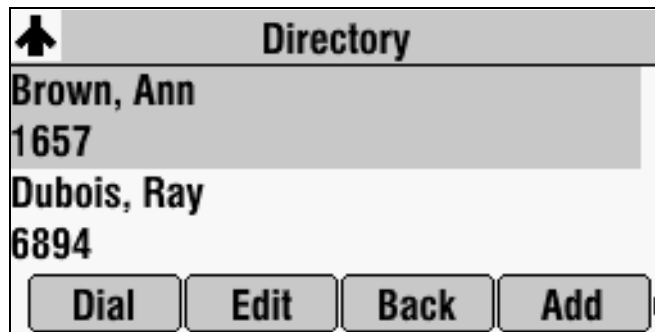 Directory
Brown, Ann
1657
Dubois, Ray
6894
Dial Edit Back Add